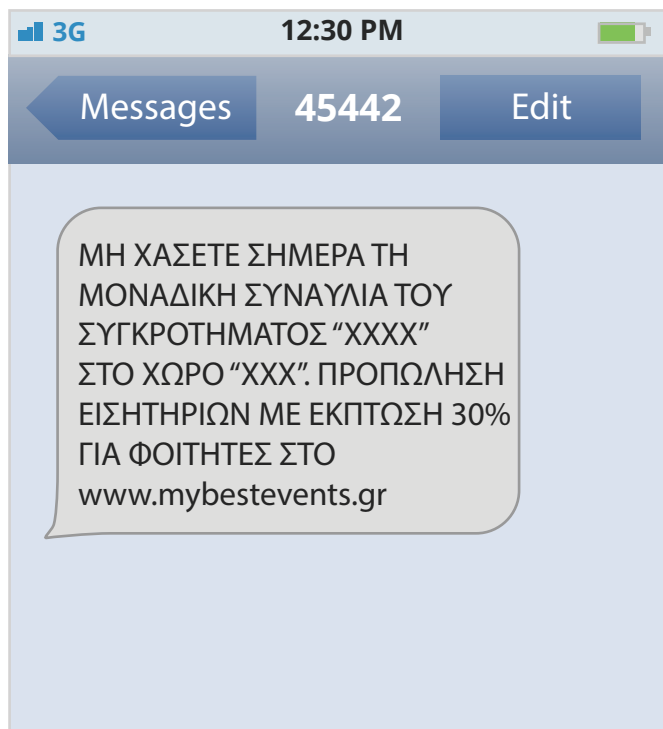 3G 12:30 PM
Messages 45442 Edit
ΜΗ ΧΑΣΕΤΕ ΣΗΜΕΡΑ ΤΗ
ΜΟΝΑΔΙΚΗ ΣΥΝΑΥΛΙΑ ΤΟΥ
ΣΥΓΚΡΟΤΗΜΑΤΟΣ “ΧΧΧΧ”
ΣΤΟ ΧΩΡΟ “ΧΧΧ”. ΠΡΟΠΩΛΗΣΗ
ΕΙΣΗΤΗΡΙΩΝ ΜΕ ΕΚΠΤΩΣΗ 30%
ΓΙΑ ΦΟΙΤΗΤΕΣ ΣΤΟ
www.mybestevents.gr